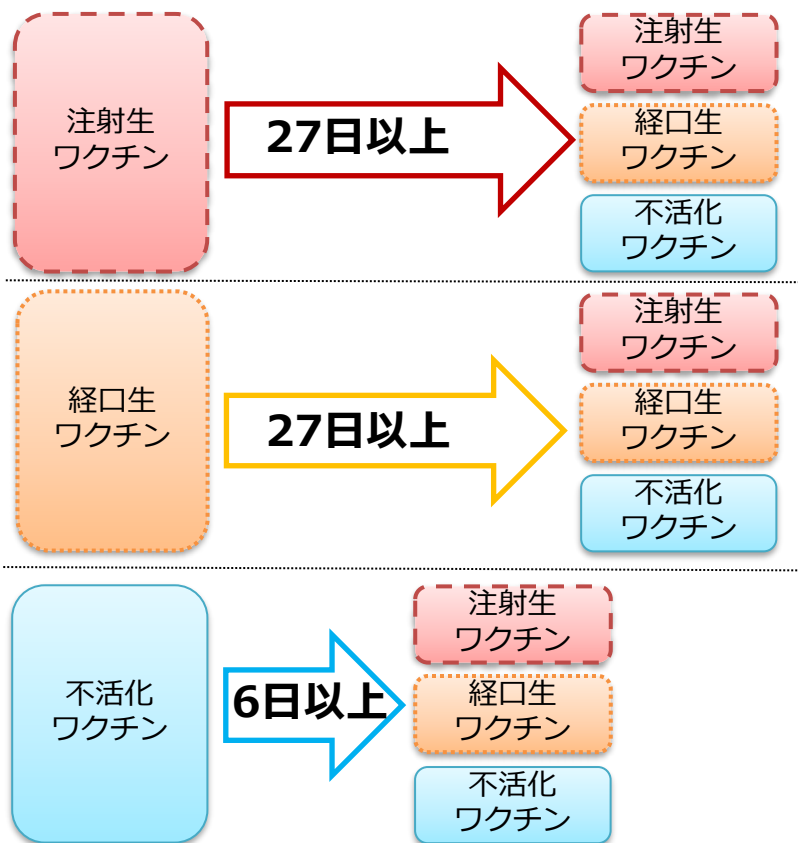 注射生
ワクチン
27日以上
注射生
ワクチン
経口生
ワクチン
不活化
ワクチン
経口生
ワクチン
27日以上
注射生
ワクチン
経口生
ワクチン
不活化
ワクチン
不活化
ワクチン
6日以上
注射生
ワクチン
経口生
ワクチン
不活化
ワクチン